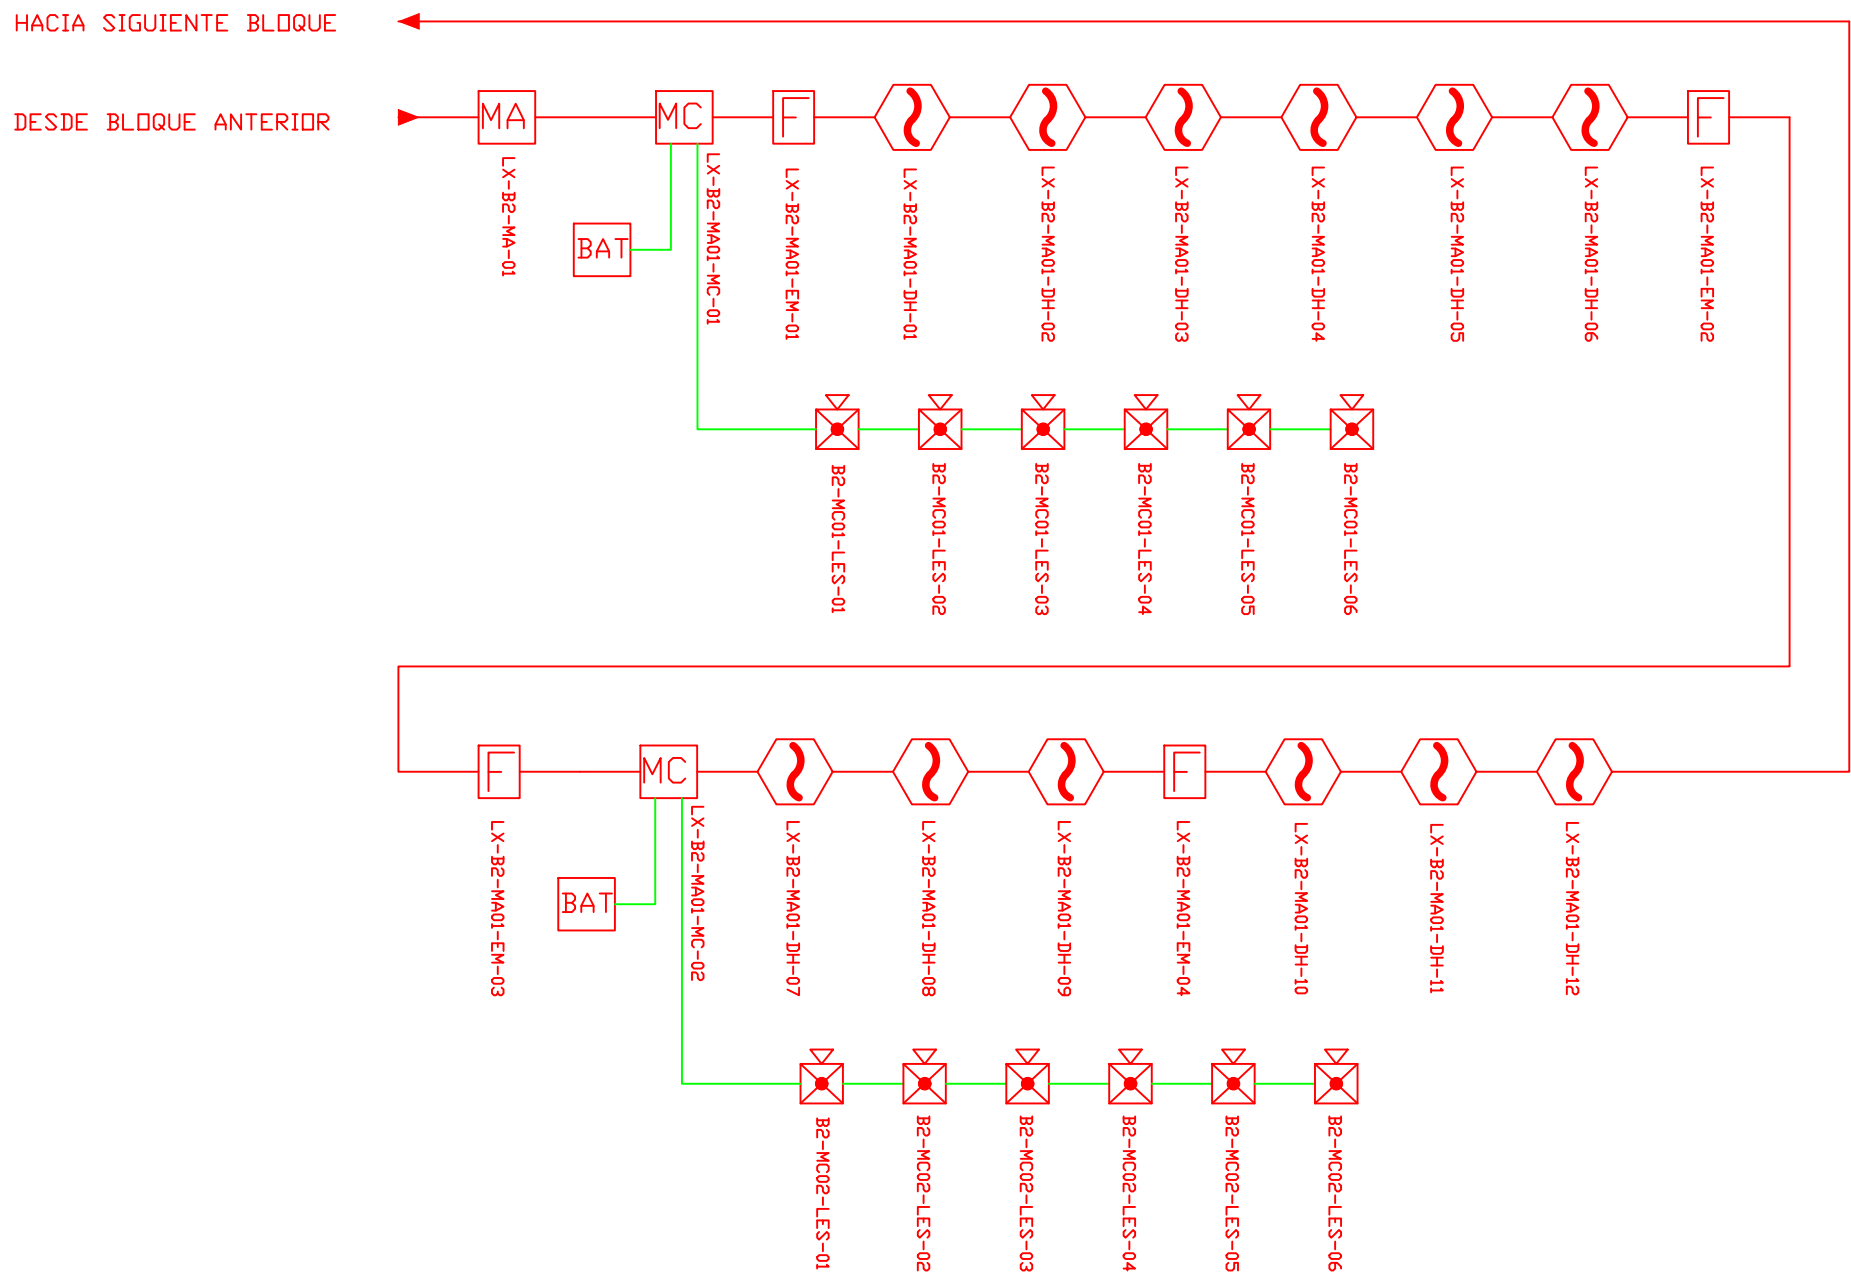 HACIA SIGUIENTE BLOQUE
DESDE BLOQUE ANTERIOR
MA
MC
F
F
LX-B2-MA-01
LX-B2-MA01-MC-01
LX-B2-MA01-EM-01
LX-B2-MA01-DH-01
LX-B2-MA01-DH-02
LX-B2-MA01-DH-03
LX-B2-MA01-DH-04
LX-B2-MA01-DH-05
LX-B2-MA01-DH-06
LX-B2-MA01-EM-02
BAT
B2-MC01-LES-01
B2-MC01-LES-02
B2-MC01-LES-03
B2-MC01-LES-04
B2-MC01-LES-05
B2-MC01-LES-06
F
MC
F
LX-B2-MA01-EM-03
LX-B2-MA01-MC-02
LX-B2-MA01-DH-07
LX-B2-MA01-DH-08
LX-B2-MA01-DH-09
LX-B2-MA01-EM-04
LX-B2-MA01-DH-10
LX-B2-MA01-DH-11
LX-B2-MA01-DH-12
BAT
B2-MC02-LES-01
B2-MC02-LES-02
B2-MC02-LES-03
B2-MC02-LES-04
B2-MC02-LES-05
B2-MC02-LES-06